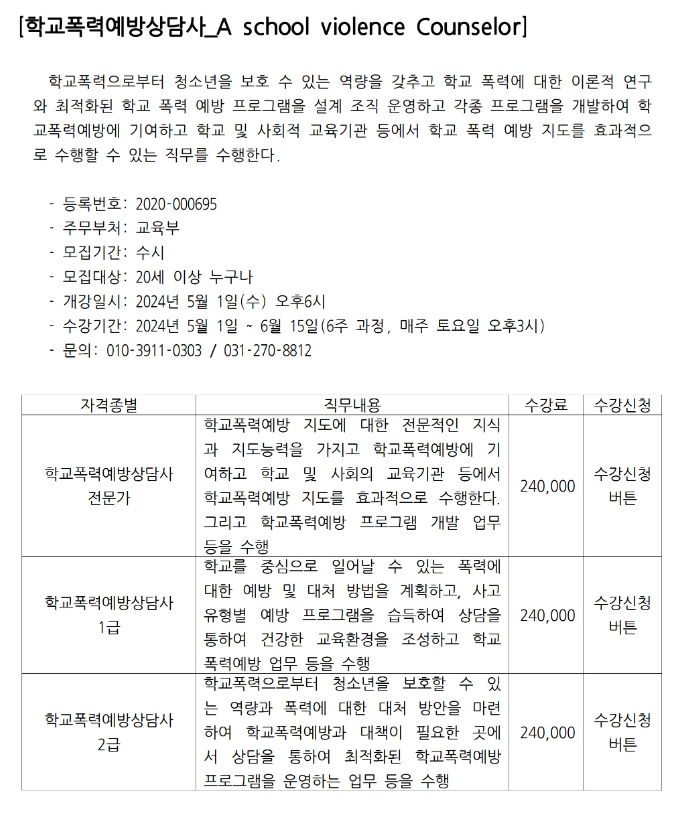 [학교폭력예방상담사_A school violence Counselor]
학교폭력으로부터 청소년을 보호 수 있는 역량을 갖추고 학교 폭력에 대한 이론적 연구
와 최적화된 학교 폭력 예방 프로그램을 설계 조직 운영하고 각종 프로그램을 개발하여 학
교폭력예방에 기여하고 학교 및 사회적 교육기관 등에서 학교 폭력 예방 지도를 효과적으
로 수행할 수 있는 직무를 수행한다.
- 등록번호: 2020-000695
- 주무부처: 교육부
- 모집기간: 수시
- 모집대상: 20세 이상 누구나
- 개강일시: 2024년 5월 1일(수) 오후6시
- 수강기간: 2024년 5월 1일 ~ 6월 15일(6주 과정, 매주 토요일 오후3시)
- 문의: 010-3911-0303 / 031-270-8812
자격종별 직무내용 수강료 수강신청
학교폭력예방상담사
전문가
학교폭력예방 지도에 대한 전문적인 지식
과 지도능력을 가지고 학교폭력예방에 기
여하고 학교 및 사회의 교육기관 등에서
학교폭력예방 지도를 효과적으로 수행한다.
그리고 학교폭력예방 프로그램 개발 업무
등을 수행
240,000
수강신청
버튼
학교폭력예방상담사
1급
학교를 중심으로 일어날 수 있는 폭력에
대한 예방 및 대처 방법을 계획하고, 사고
유형별 예방 프로그램을 습득하여 상담을
통하여 건강한 교육환경을 조성하고 학교
폭력예방 업무 등을 수행
240,000
수강신청
버튼
학교폭력예방상담사
2급
학교폭력으로부터 청소년을 보호할 수 있
는 역량과 폭력에 대한 대처 방안을 마련
하여 학교폭력예방과 대책이 필요한 곳에
서 상담을 통하여 최적화된 학교폭력예방
프로그램을 운영하는 업무 등을 수행
240,000
수강신청
버튼